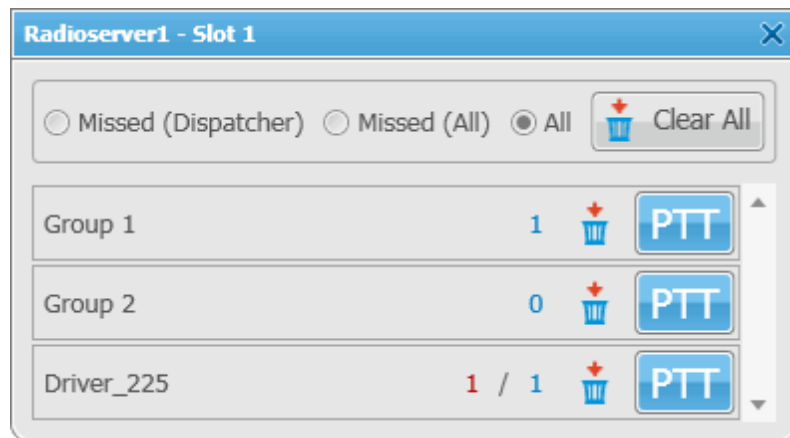 Radioserver1 - Slot 1
Missed (Dispatcher) Missed (All) All Clear All
Group 1 1 PTT
Group 2 0 PTT
Driver_225 1 / 1 PTT